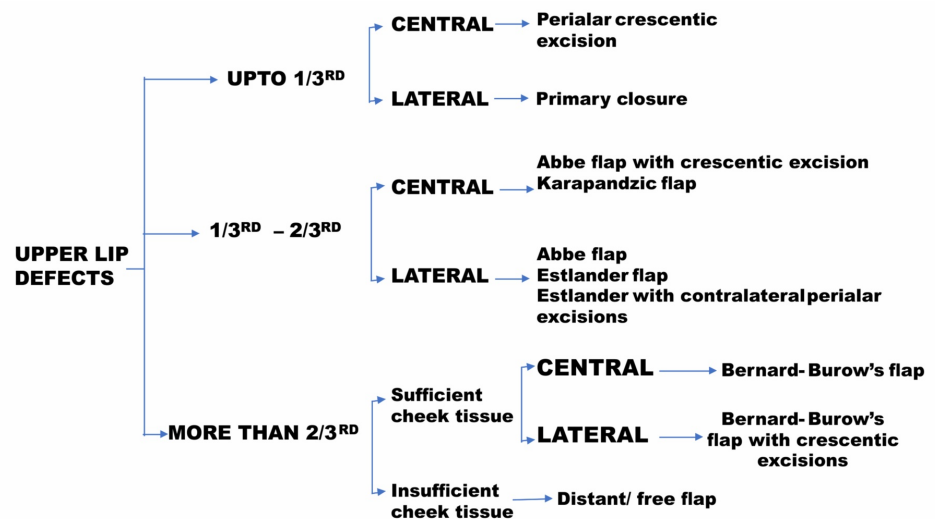 UPPER LIP
DEFECTS
UPTO 1/3RD
CENTRAL
Perialar crescentic
excision
LATERAL
Primary closure
1/3RD – 2/3RD
CENTRAL
Abbe flap with crescentic excision
Karapandzic flap
LATERAL
Abbe flap
Estlander flap
Estlander with contralateralperialar
excisions
MORE THAN 2/3RD
Sufficient
cheek tissue
CENTRAL
Bernard- Burow’s flap
LATERAL
Bernard- Burow’s
flap with crescentic
excisions
Insufficient
cheek tissue
Distant/ free flap